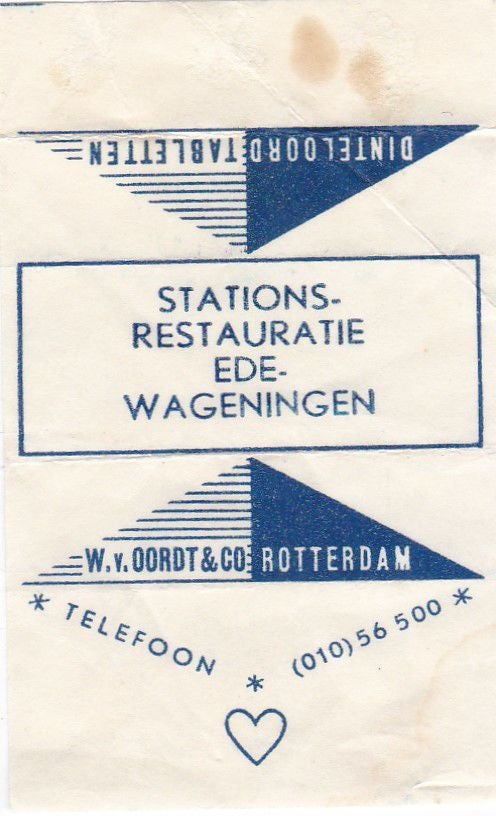 DINTELOORD TABLETTEN
STATIONS-
RESTAURATIE
EDE-
WAGENINGEN
W.v.OORDT&CO ROTTERDAM
* TELEFOON * (010) 56 500 *